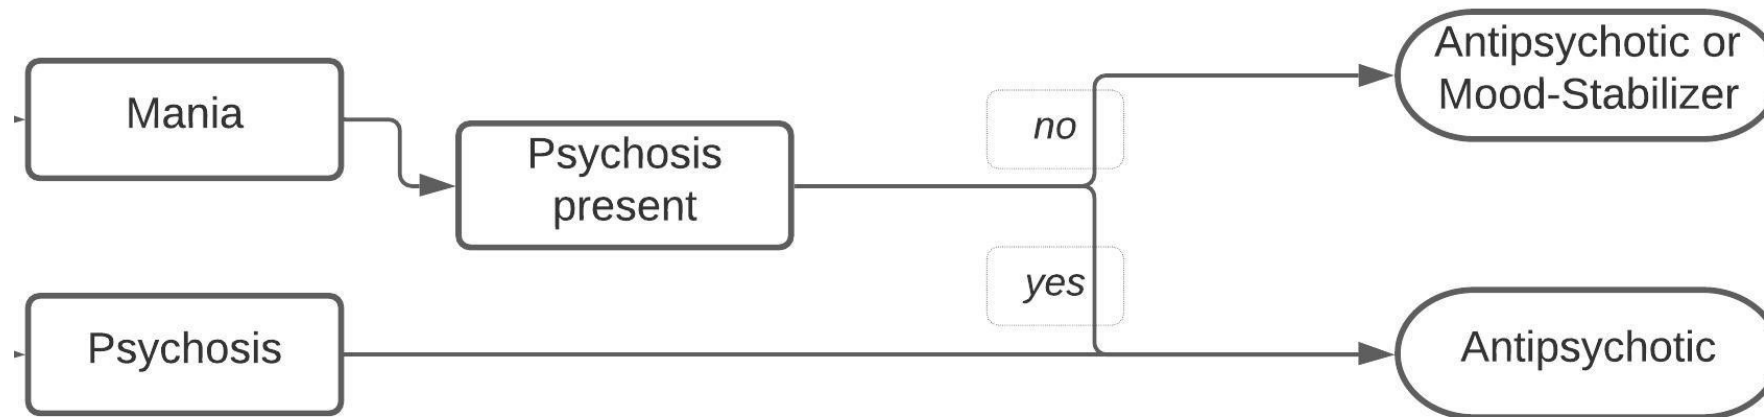 Mania
Psychosis
present
no
Antipsychotic or
Mood-Stabilizer
yes
Psychosis
Antipsychotic